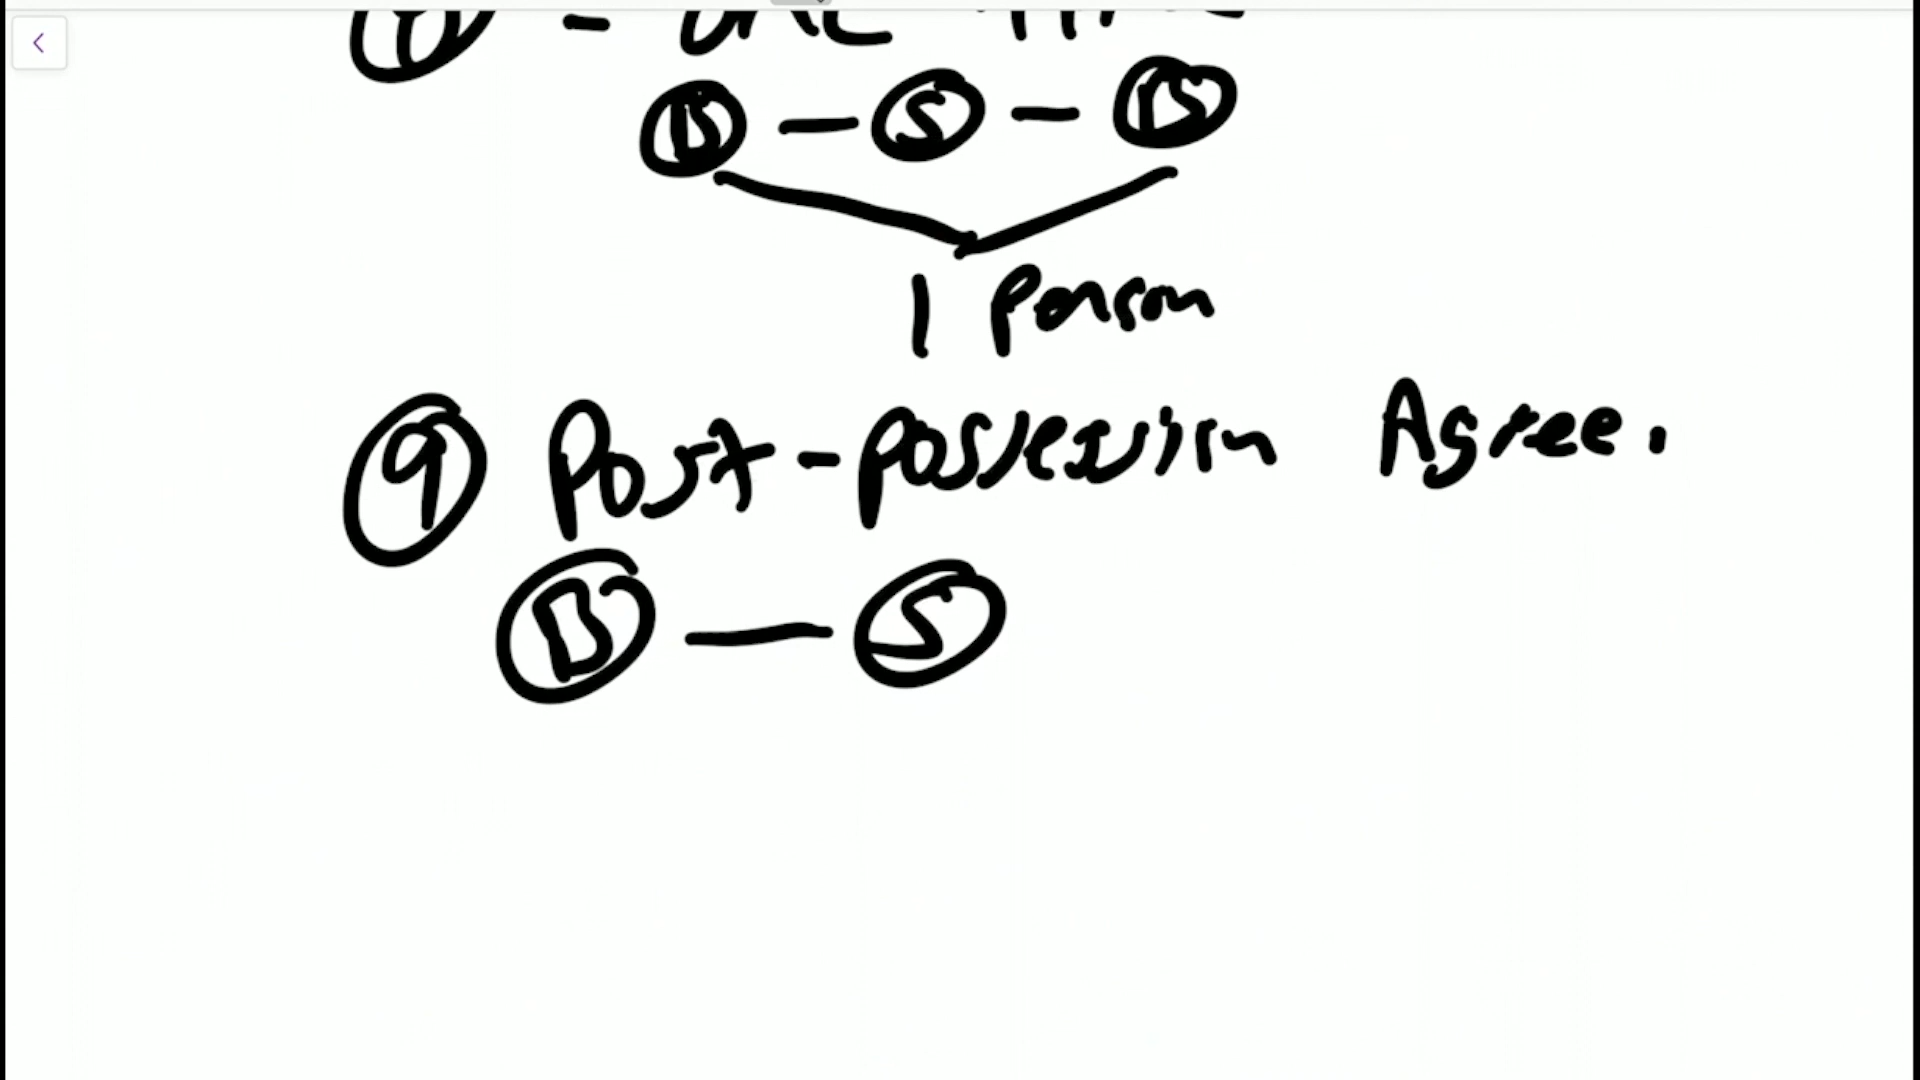 B - S - B
1 Person
9 Post-possession Agree.
B - S